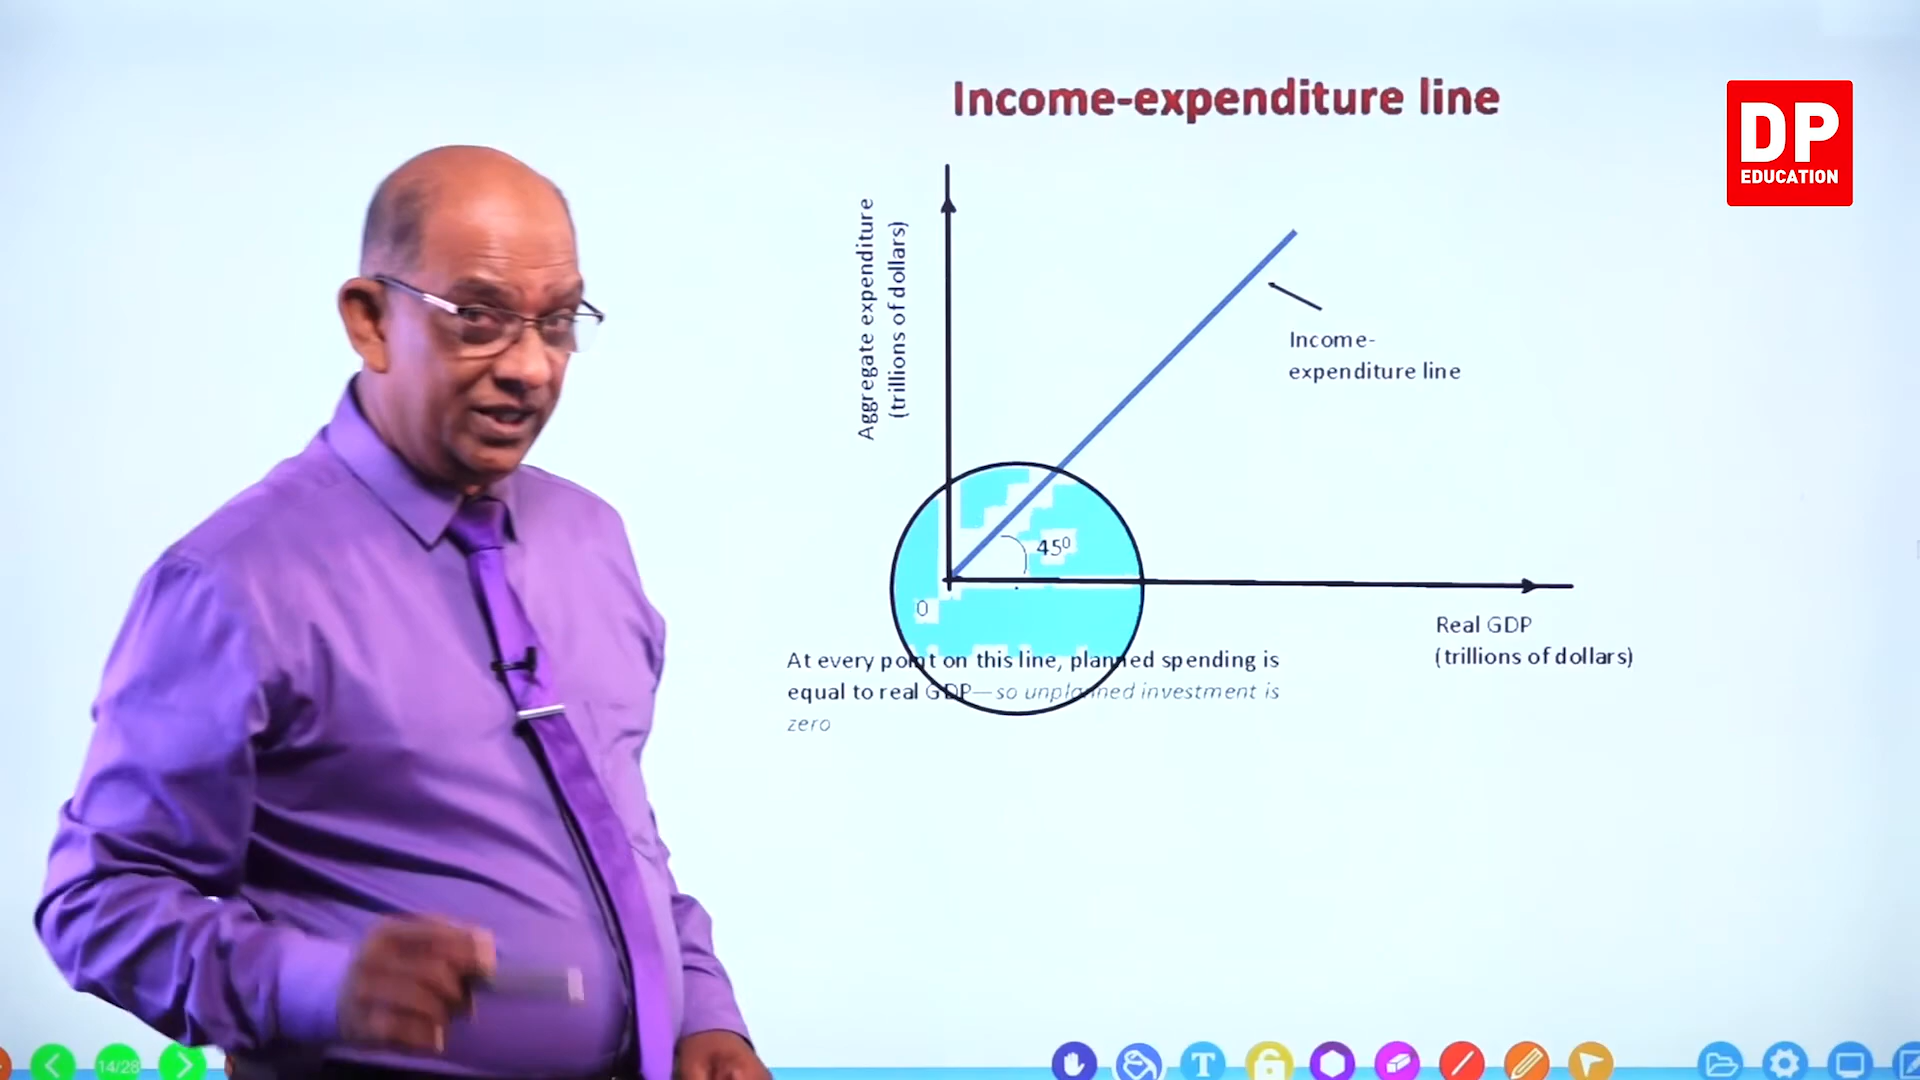 Income-expenditure line
DP
EDUCATION
Aggregate expenditure
(trillions of dollars)
Income-
expenditure line
45⁰
0
Real GDP
(trillions of dollars)
At every point on this line, planned spending is
equal to real GDP—so unplanned investment is
zero
14/28
T